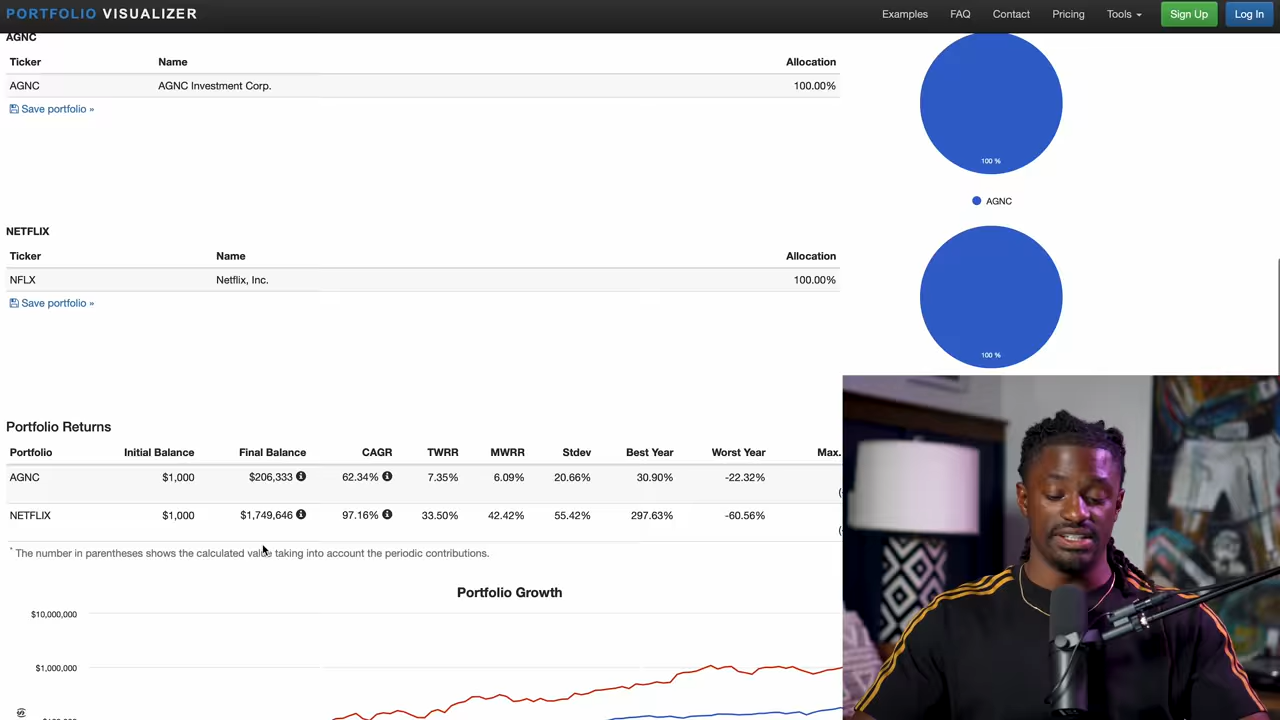 PORTFOLIO VISUALIZER Examples FAQ Contact Pricing Tools Sign Up Log In
AGNC
Ticker Name Allocation
AGNC AGNC Investment Corp. 100.00%
Save portfolio »
100 %
AGNC
NETFLIX
Ticker Name Allocation
NFLX Netflix, Inc. 100.00%
Save portfolio »
100 %
Portfolio Returns
Portfolio Initial Balance Final Balance CAGR TWRR MWRR Stdev Best Year Worst Year Max.
AGNC $1,000 $206,333 62.34% 7.35% 6.09% 20.66% 30.90% -22.32%
NETFLIX $1,000 $1,749,646 97.16% 33.50% 42.42% 55.42% 297.63% -60.56%
* The number in parentheses shows the calculated value taking into account the periodic contributions.
Portfolio Growth
$10,000,000
$1,000,000